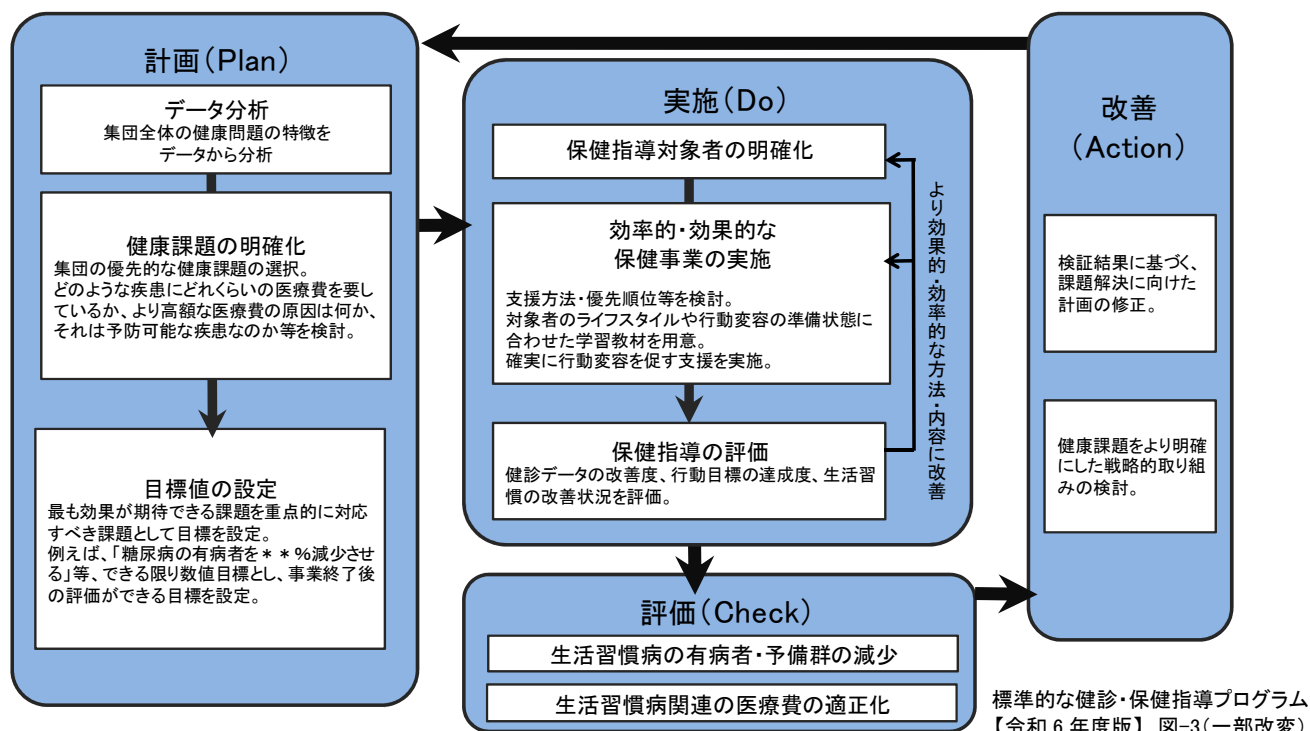 計画(Plan)
データ分析
集団全体の健康問題の特徴を
データから分析
健康課題の明確化
集団の優先的な健康課題の選択。
どのような疾患にどれくらいの医療費を要し
ているか、より高額な医療費の原因は何か、
それは予防可能な疾患なのか等を検討。
目標値の設定
最も効果が期待できる課題を重点的に対応
すべき課題として目標を設定。
例えば、「糖尿病の有病者を**%減少させ
る」等、できる限り数値目標とし、事業終了後
の評価ができる目標を設定。
実施(Do)
保健指導対象者の明確化
効率的・効果的な
保健事業の実施
支援方法・優先順位等を検討。
対象者のライフスタイルや行動変容の準備状態に
合わせた学習教材を用意。
確実に行動変容を促す支援を実施。
保健指導の評価
健診データの改善度、行動目標の達成度、生活習
慣の改善状況を評価。
より効果的・効率的な方法・内容に改善
評価(Check)
生活習慣病の有病者・予備群の減少
生活習慣病関連の医療費の適正化
改善
(Action)
検証結果に基づく、
課題解決に向けた
計画の修正。
健康課題をより明確
にした戦略的取り組
みの検討。
標準的な健診・保健指導プログラム
【令和6年度版】 図-3(一部改変)